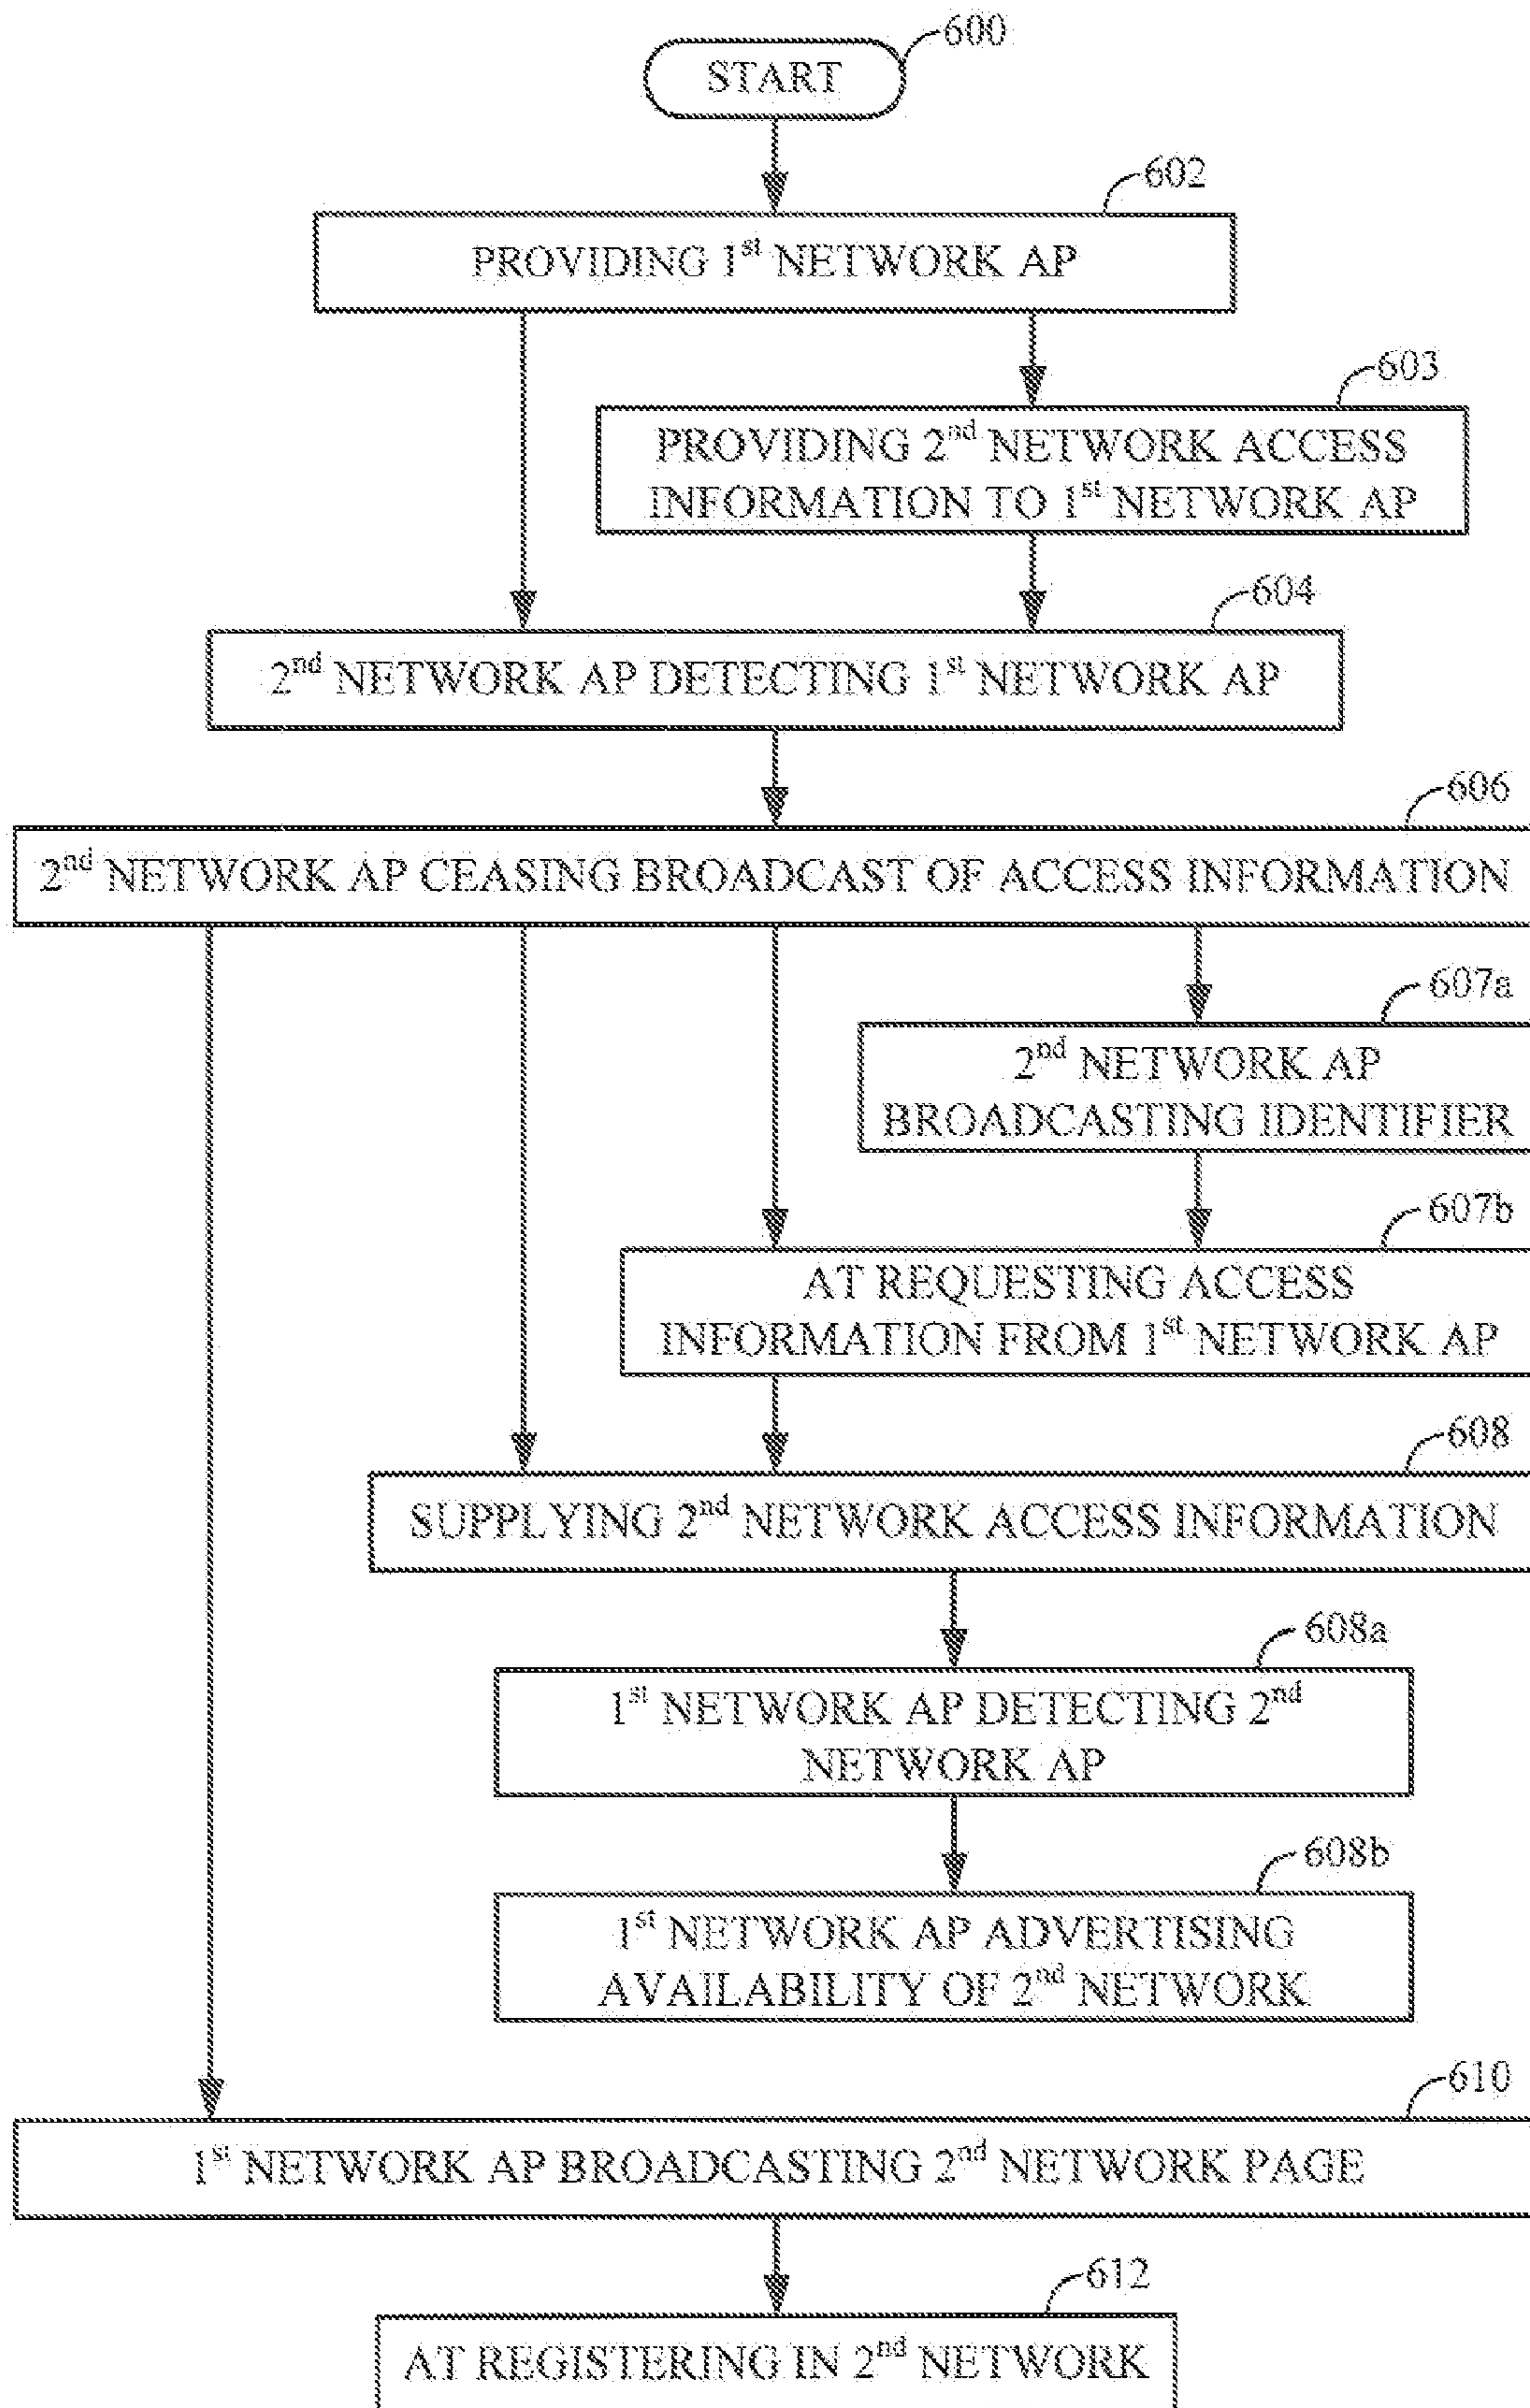 600
START
602
PROVIDING 1st NETWORK AP
603
PROVIDING 2nd NETWORK ACCESS
INFORMATION TO 1st NETWORK AP
604
2nd NETWORK AP DETECTING 1st NETWORK AP
606
2nd NETWORK AP CEASING BROADCAST OF ACCESS INFORMATION
607a
2nd NETWORK AP
BROADCASTING IDENTIFIER
607b
AT REQUESTING ACCESS
INFORMATION FROM 1st NETWORK AP
608
SUPPLYING 2nd NETWORK ACCESS INFORMATION
608a
1st NETWORK AP DETECTING 2nd
NETWORK AP
608b
1st NETWORK AP ADVERTISING
AVAILABILITY OF 2nd NETWORK
610
1st NETWORK AP BROADCASTING 2nd NETWORK PAGE
612
AT REGISTERING IN 2nd NETWORK